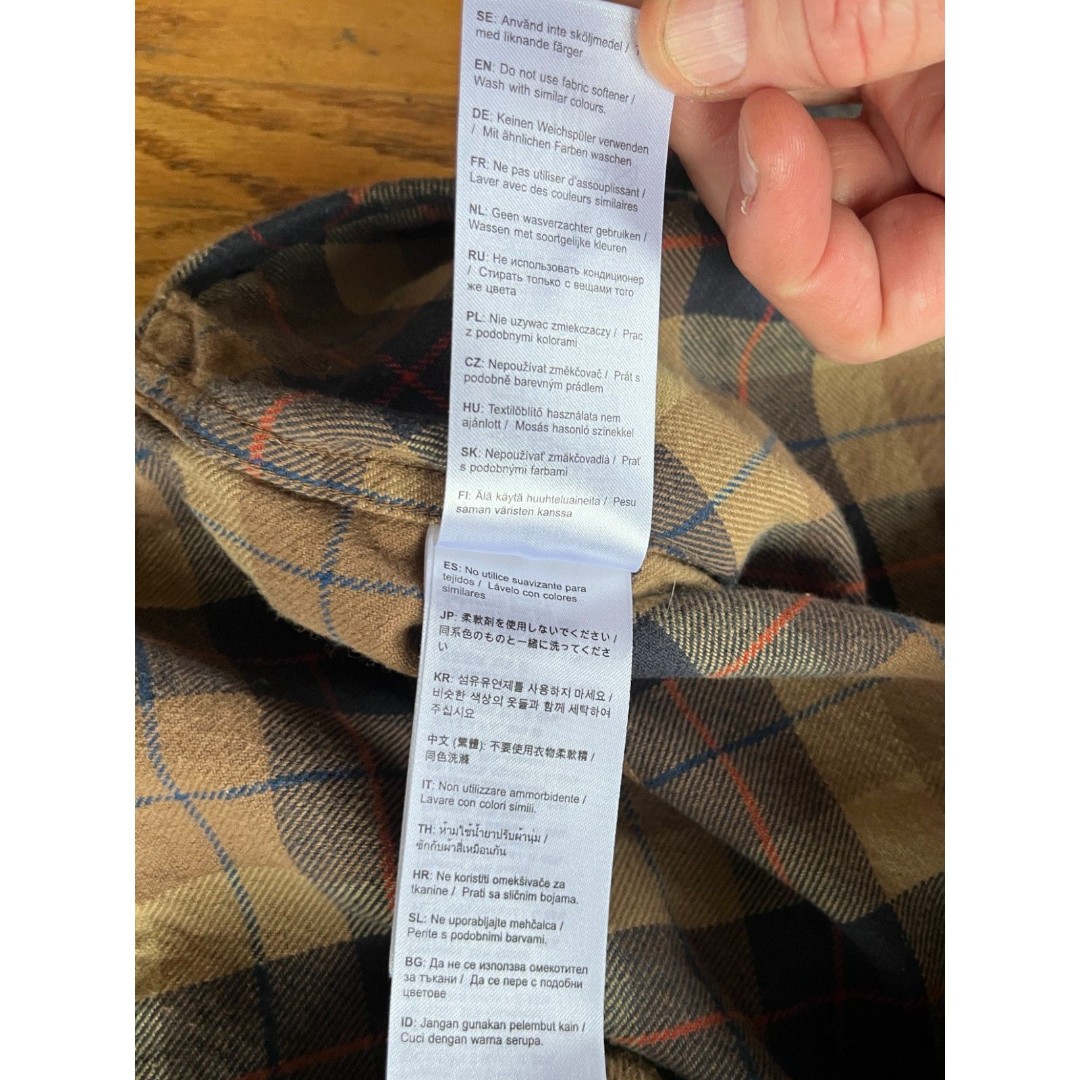 SE: Använd inte sköljmedel /
med liknande färger
EN: Do not use fabric softener /
Wash with similar colours.
DE: Keinen Weichspüler verwenden
/ Mit ähnlichen Farben waschen
FR: Ne pas utiliser d'assouplissant /
Laver avec des couleurs similaires
NL: Geen wasverzachter gebruiken /
Wassen met soortgelijke kleuren
RU: Не использовать кондиционер
/ Стирать только с вещами того
же цвета
PL: Nie uzywac zmiekczaczy / Prac
z podobnymi kolorami
CZ: Nepoužívat změkčovač / Prát s
podobně barevným prádlem
HU: Textilöblítö használata nem
ajánlott / Mosás hasonló szinekkel
SK: Nepoužívať zmäkčovadlá / Prať
s podobnými farbami
FI: Älä käytä huuhteluaineita / Pesu
saman väristen kanssa
ES: No utilice suavizante para
tejidos / Lávelo con colores
similares
JP: 柔軟剤を使用しないでください /
同系色のものと一緒に洗ってくださ
い
KR: 섬유유연제를 사용하지 마세요 /
비슷한 색상의 옷들과 함께 세탁하여
주십시요
中文 (繁體): 不要使用衣物柔軟精 /
同色洗滌
IT: Non utilizzare ammorbidente /
Lavare con colori simili.
TH: ห้ามใช้น้ำยาปรับผ้านุ่ม /
ซักกับผ้าสีเหมือนกัน
HR: Ne koristiti omekšivače za
tkanine / Prati sa sličnim bojama.
SL: Ne uporabljajte mehčalca /
Perite s podobnimi barvami.
BG: Да не се използва омекотител
за тъкани / Да се пере с подобни
цветове
ID: Jangan gunakan pelembut kain /
Cuci dengan warna serupa.